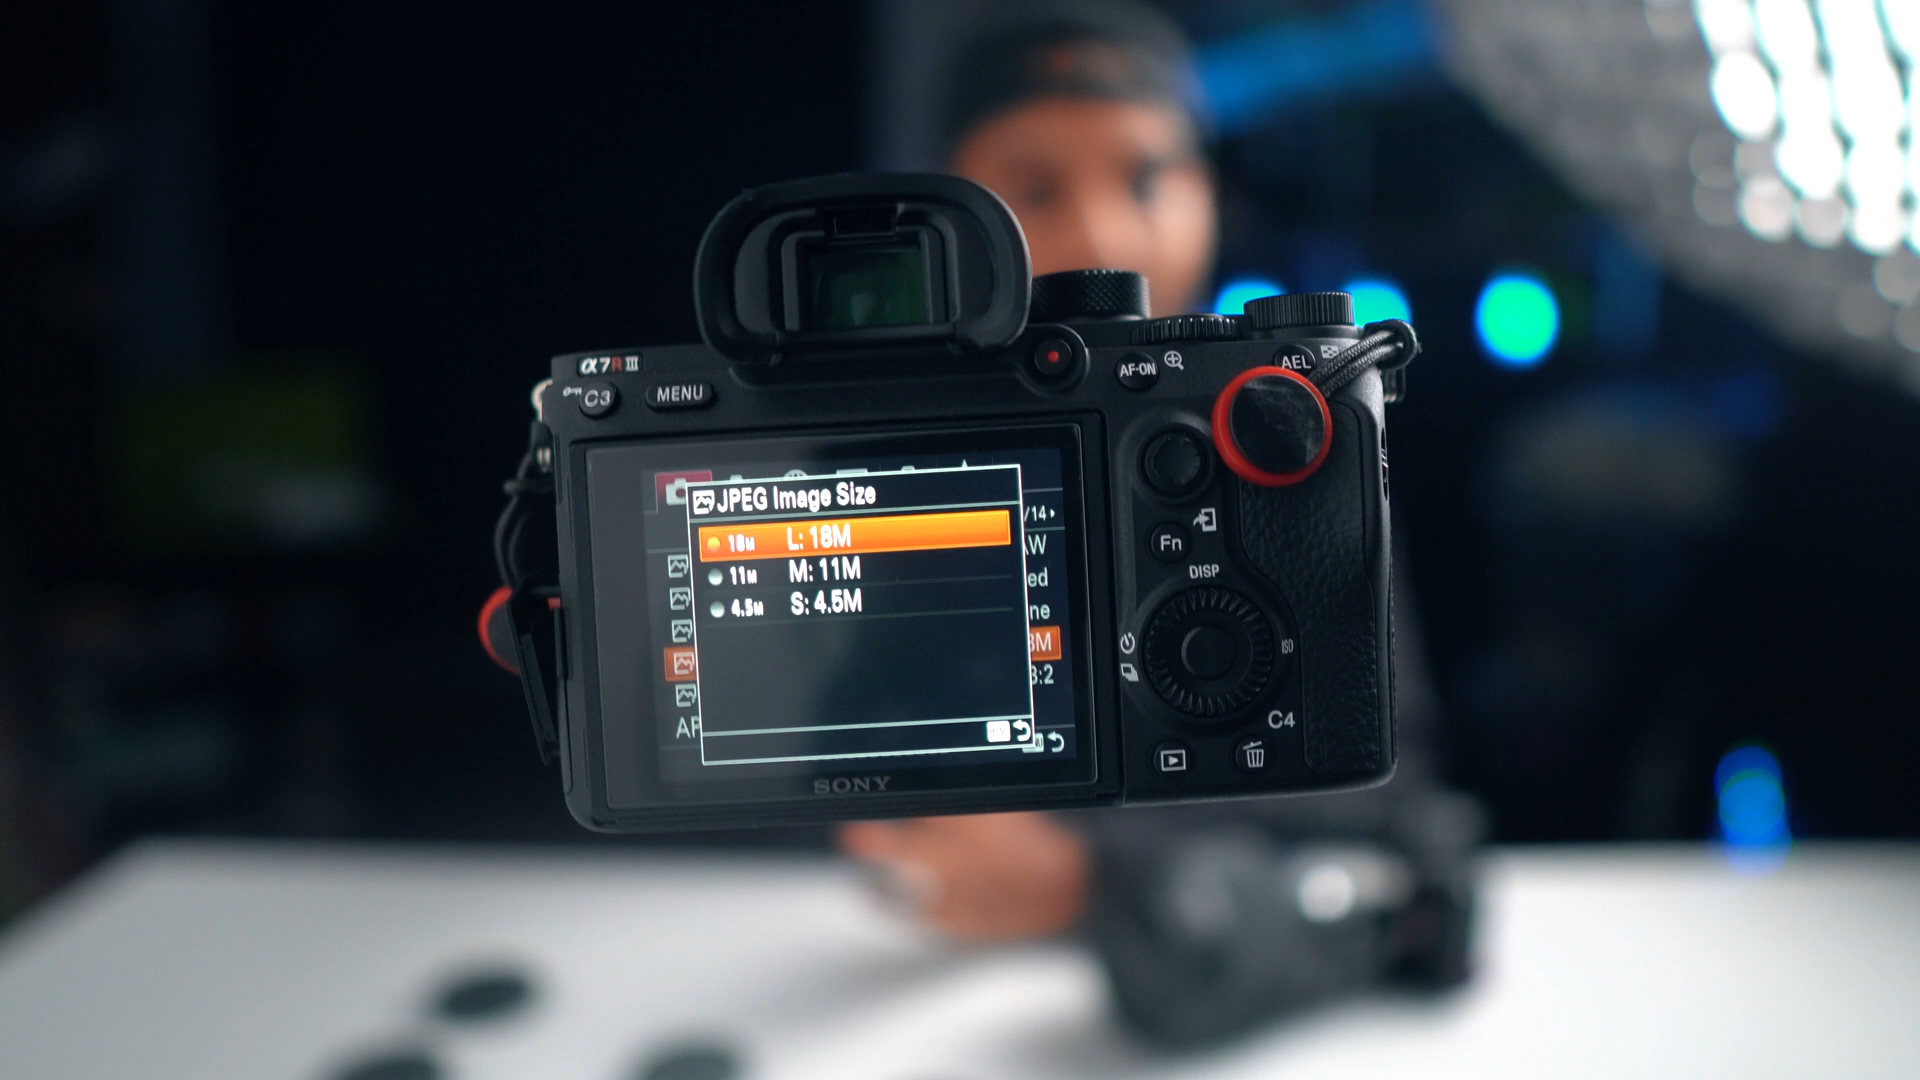 α7RIII
C3
MENU
AF-ON
AEL
JPEG Image Size
18M L: 18M
11M M: 11M
4.5M S: 4.5M
/14
ed
ne
3:2
AF
Fn
DISP
ISO
C4
SONY